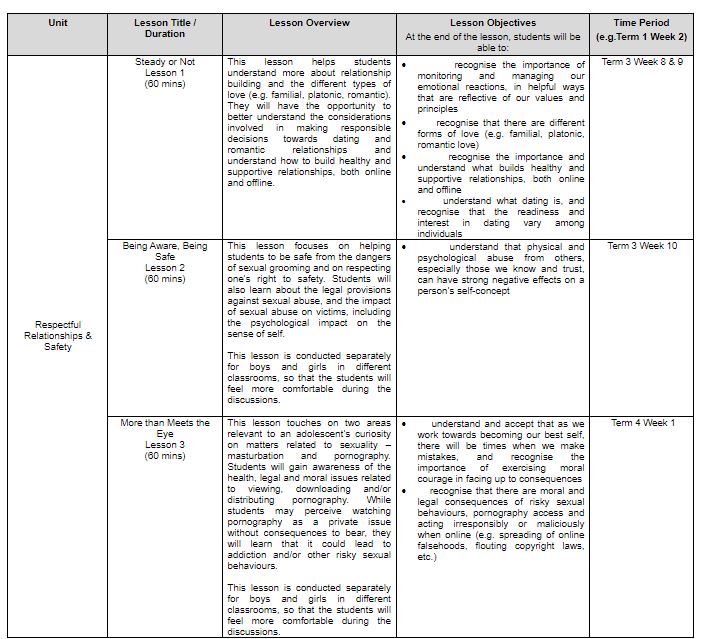 Unit
Lesson Title /
Duration
Lesson Overview
Lesson Objectives
At the end of the lesson, students will be
able to:
Time Period
(e.g.Term 1 Week 2)
Respectful
Relationships &
Safety
Steady or Not
Lesson 1
(60 mins)
This lesson helps students
understand more about relationship
building and the different types of
love (e.g. familial, platonic, romantic).
They will have the opportunity to
better understand the considerations
involved in making responsible
decisions towards dating and
romantic relationships and
understand how to build healthy and
supportive relationships, both online
and offline.
• recognise the importance of
monitoring and managing our
emotional reactions, in helpful ways
that are reflective of our values and
principles
• recognise that there are different
forms of love (e.g. familial, platonic,
romantic love)
• recognise the importance and
understand what builds healthy and
supportive relationships, both online
and offline
• understand what dating is, and
recognise that the readiness and
interest in dating vary among
individuals
Term 3 Week 8 & 9
Being Aware, Being
Safe
Lesson 2
(60 mins)
This lesson focuses on helping
students to be safe from the dangers
of sexual grooming and on respecting
one's right to safety. Students will
also learn about the legal provisions
against sexual abuse, and the impact
of sexual abuse on victims, including
the psychological impact on the
sense of self.
This lesson is conducted separately
for boys and girls in different
classrooms, so that the students will
feel more comfortable during the
discussions.
• understand that physical and
psychological abuse from others,
especially those we know and trust,
can have strong negative effects on a
person's self-concept
Term 3 Week 10
More than Meets the
Eye
Lesson 3
(60 mins)
This lesson touches on two areas
relevant to an adolescent's curiosity
on matters related to sexuality –
masturbation and pornography.
Students will gain awareness of the
health, legal and moral issues related
to viewing, downloading and/or
distributing pornography. While
students may perceive watching
pornography as a private issue
without consequences to bear, they
will learn that it could lead to
addiction and/or other risky sexual
behaviours.
This lesson is conducted separately
for boys and girls in different
classrooms, so that the students will
feel more comfortable during the
discussions.
• understand and accept that as we
work towards becoming our best self,
there will be times when we make
mistakes, and recognise the
importance of exercising moral
courage in facing up to consequences
• recognise that there are moral and
legal consequences of risky sexual
behaviours, pornography access and
acting irresponsibly or maliciously
when online (e.g. spreading of online
falsehoods, flouting copyright laws,
etc.)
Term 4 Week 1